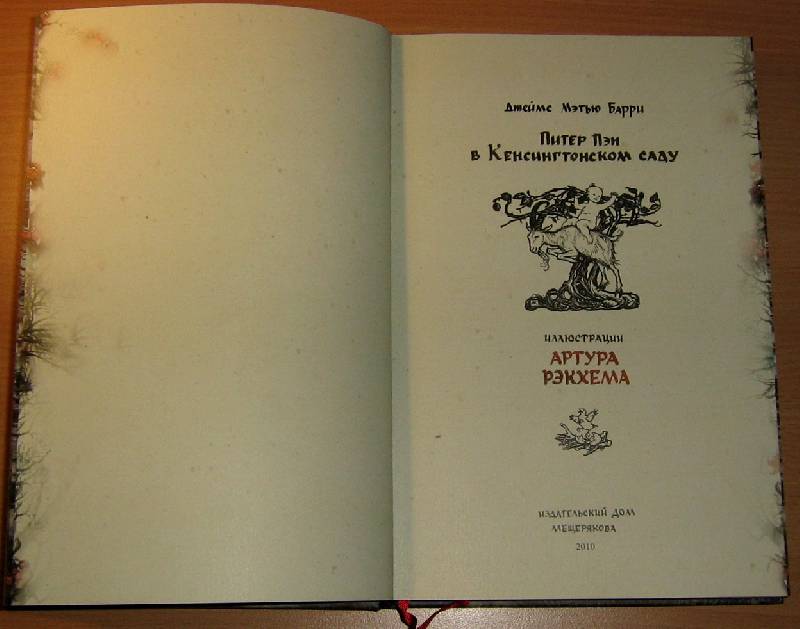 Джеймс Мэтью Барри
Питер Пэн
в Кенсингтонском саду
иллюстрации
АРТУРА
РЭКХЕМА
ИЗДАТЕЛЬСКИЙ ДОМ
МЕЩЕРЯКОВА
2010